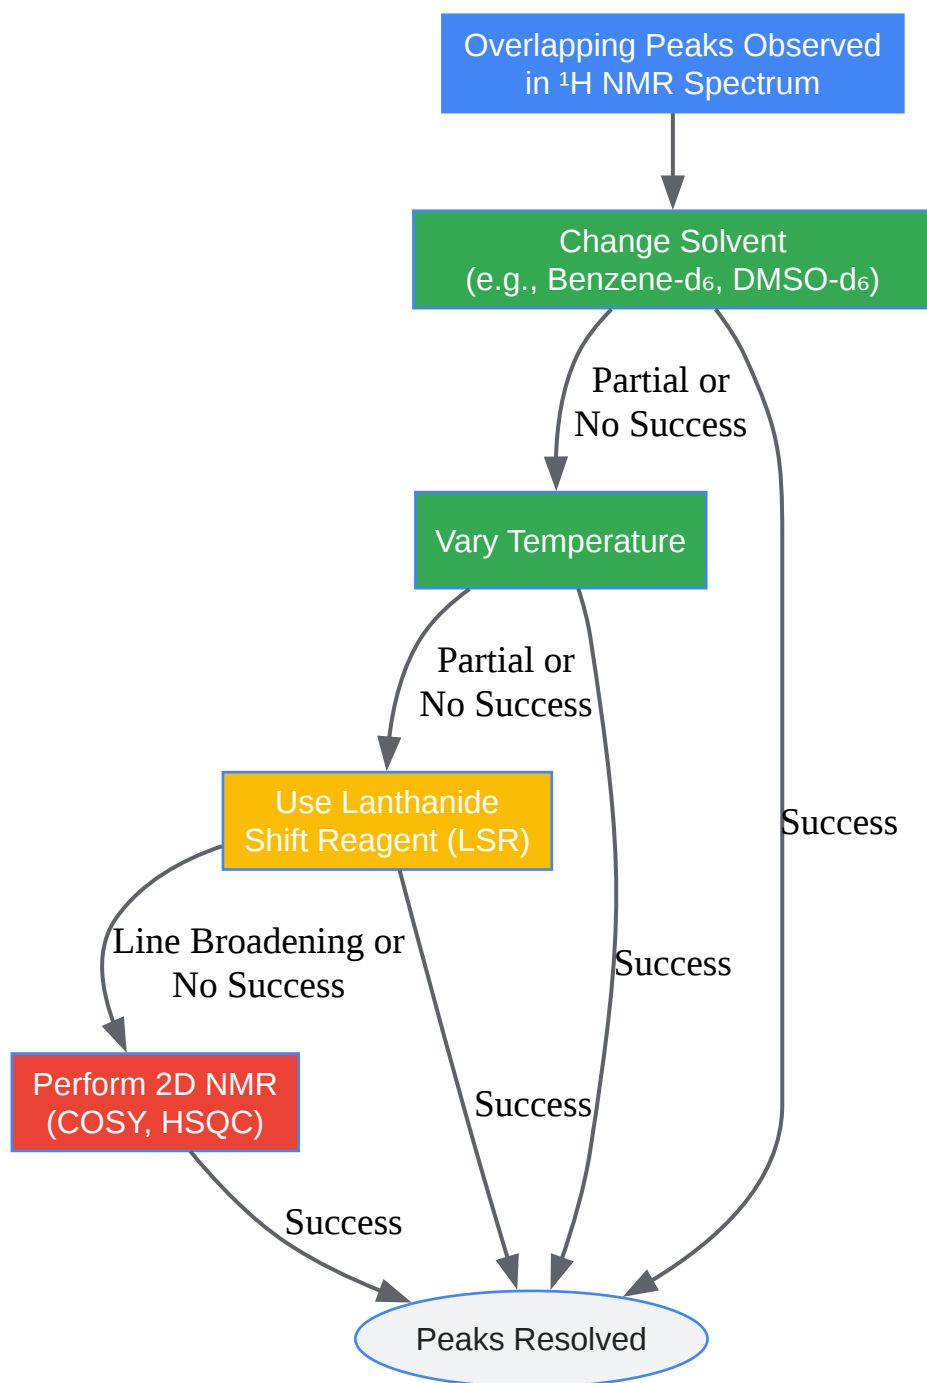 Overlapping Peaks Observed
in ¹H NMR Spectrum
Change Solvent
(e.g., Benzene-d₆, DMSO-d₆)
Partial or
No Success
Vary Temperature
Partial or
No Success
Use Lanthanide
Shift Reagent (LSR)
Success
Line Broadening or
No Success
Success
Perform 2D NMR
(COSY, HSQC)
Success
Success
Peaks Resolved